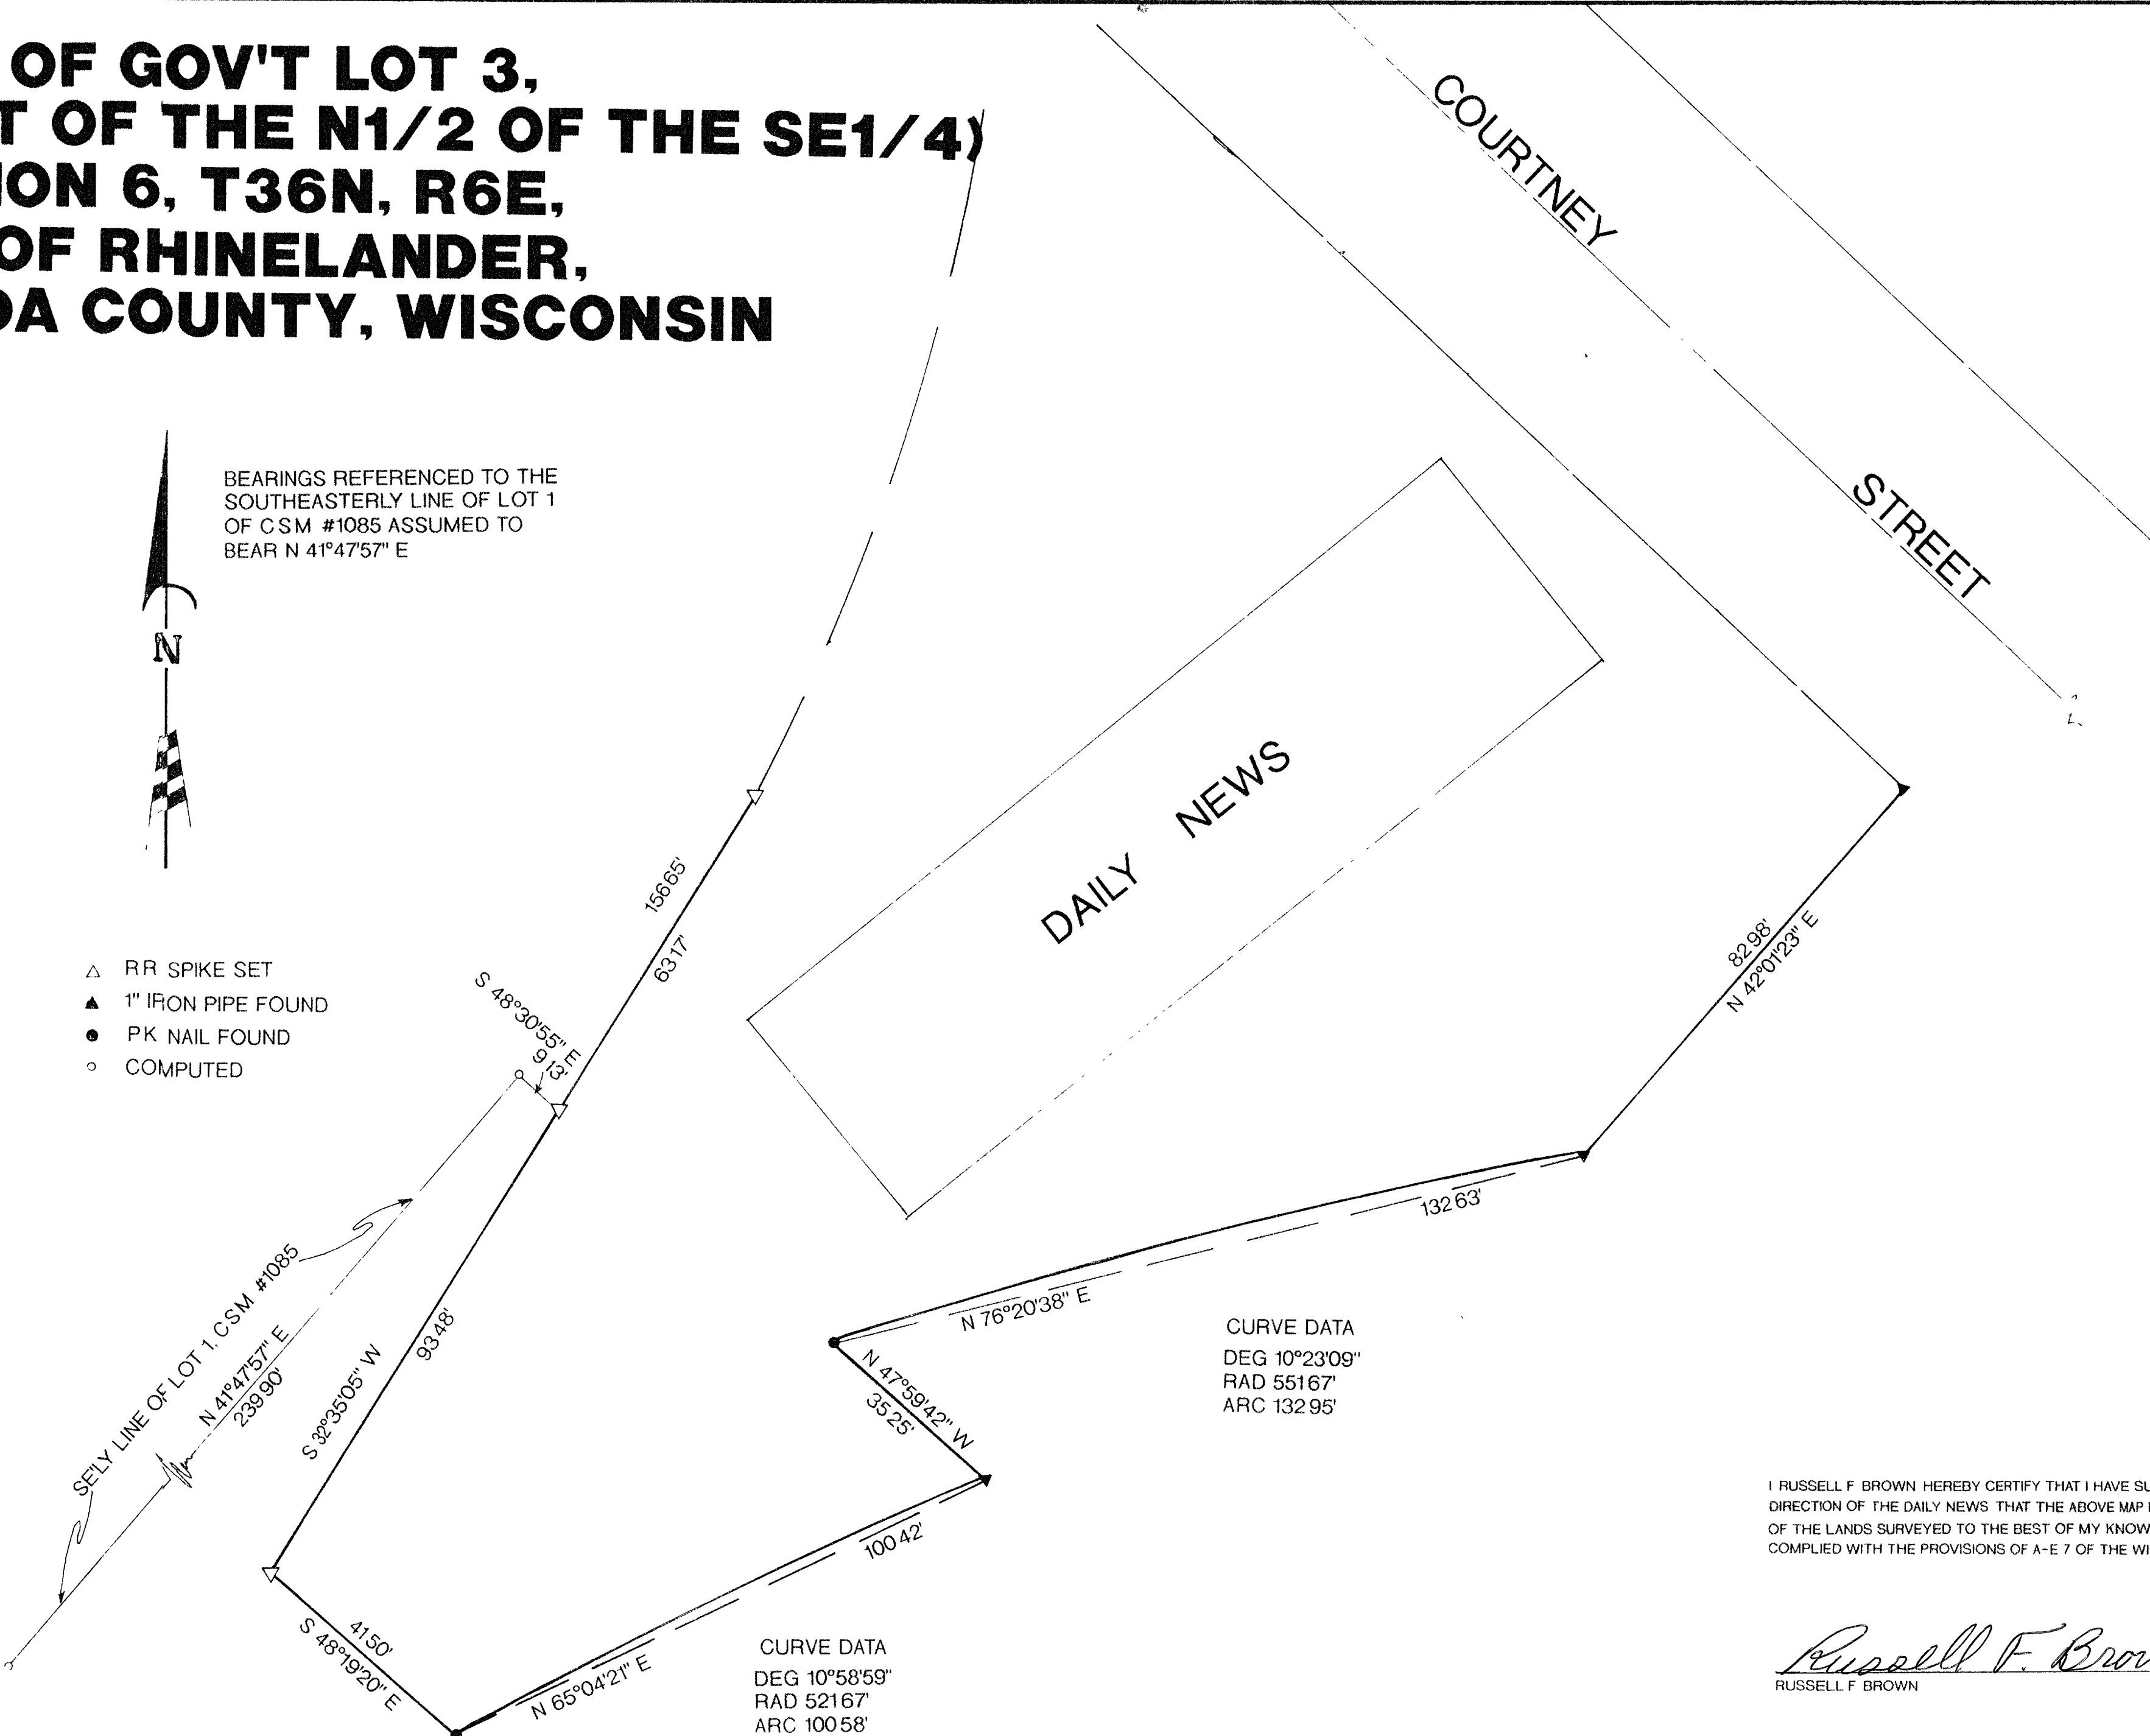 OF GOV'T LOT 3,
T OF THE N1/2 OF THE SE1/4)
ION 6, T36N, R6E,
OF RHINELANDER,
DA COUNTY, WISCONSIN
COURTNEY
STREET
BEARINGS REFERENCED TO THE
SOUTHEASTERLY LINE OF LOT 1
OF CSM #1085 ASSUMED TO
BEAR N 41°47'57" E
N
RR SPIKE SET
1" IRON PIPE FOUND
PK NAIL FOUND
COMPUTED
DAILY NEWS
156 65'
63 17'
S 48°30'55" E
9 13'
82 98'
N 42°01'23" E
132 63'
N 76°20'38" E
CURVE DATA
DEG 10°23'09"
RAD 551 67'
ARC 132 95'
N 47°59'42" W
35 25'
SE'LY LINE OF LOT 1, CSM #1085
N 41°47'57" E
239 90'
93 48'
S 32°35'05" W
100 42'
N 65°04'21" E
41 50'
S 48°19'20" E
CURVE DATA
DEG 10°58'59"
RAD 521 67'
ARC 100 58'
I RUSSELL F BROWN HEREBY CERTIFY THAT I HAVE SU
DIRECTION OF THE DAILY NEWS THAT THE ABOVE MAP
OF THE LANDS SURVEYED TO THE BEST OF MY KNOW
COMPLIED WITH THE PROVISIONS OF A-E 7 OF THE WI
Russell F. Brow
RUSSELL F BROWN